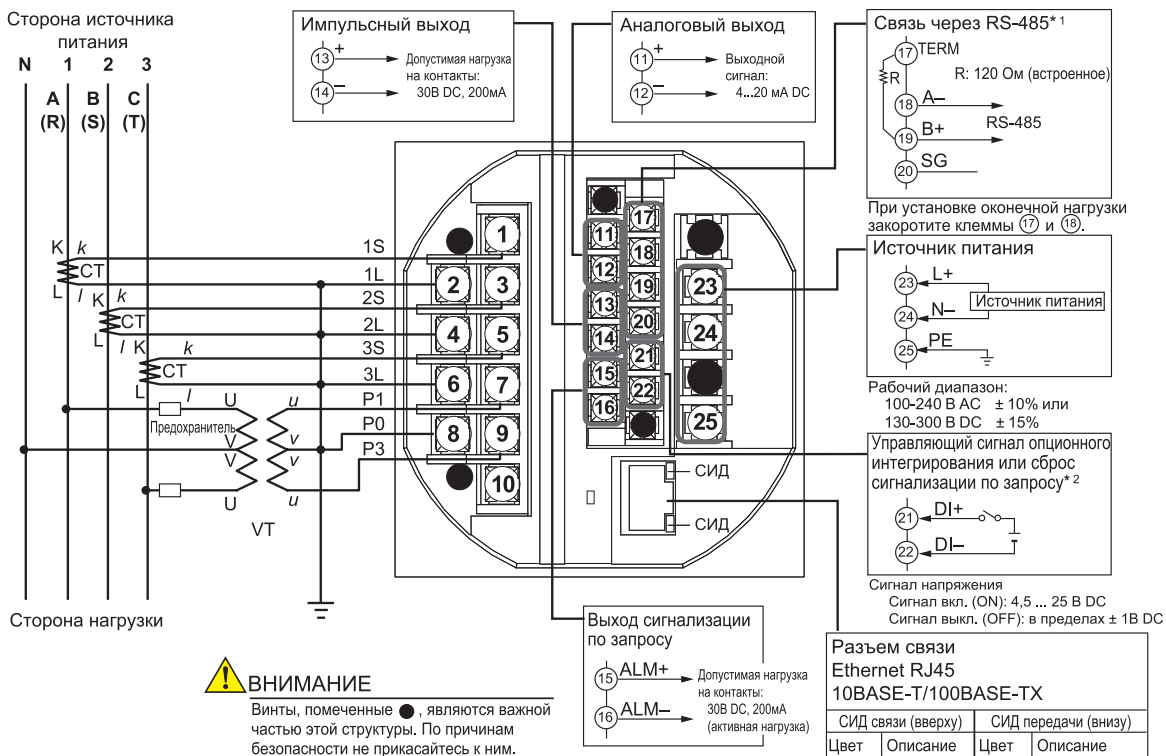 Сторона источника
питания
N 1 2 3
A B C
(R) (S) (T)
Импульсный выход
13 +
14 –
Допустимая нагрузка
на контакты:
30В DC, 200мА
Аналоговый выход
11 +
12 –
Выходной
сигнал:
4...20 мА DC
Связь через RS-485*1
17 TERM
R
R: 120 Ом (встроенное)
18 A–
19 B+
RS-485
20 SG
При установке оконечной нагрузки
закоротите клеммы 17 и 18.
Источник питания
23 L+
24 N–
Источник питания
25 PE
Рабочий диапазон:
100-240 В AC ± 10% или
130-300 В DC ± 15%
Управляющий сигнал опционного
интегрирования или сброс
сигнализации по запросу*2
21 DI+
22 DI–
Сигнал напряжения
Сигнал вкл. (ON): 4,5 ... 25 В DC
Сигнал выкл. (OFF): в пределах ± 1В DC
K k
CT
L l
K k
CT
L l
K k
CT
L l
1S
1L
2S
2L
3S
3L
P1
P0
P3
Предохранитель
U u
V v
V v
U u
VT
1
2 3
4 5
6 7
8 9
10
11
12
13
14
15
16
17
18
19
20
21
22
23
24
25
СИД
СИД
Сторона нагрузки
ВНИМАНИЕ
Винты, помеченные ●, являются важной
частью этой структуры. По причинам
безопасности не прикасайтесь к ним.
Выход сигнализации
по запросу
15 ALM+
16 ALM–
Допустимая нагрузка
на контакты:
30В DC, 200мА
(активная нагрузка)
Разъем связи
Ethernet RJ45
10BASE-T/100BASE-TX
СИД связи (вверху) СИД передачи (внизу)
Цвет Описание Цвет Описание